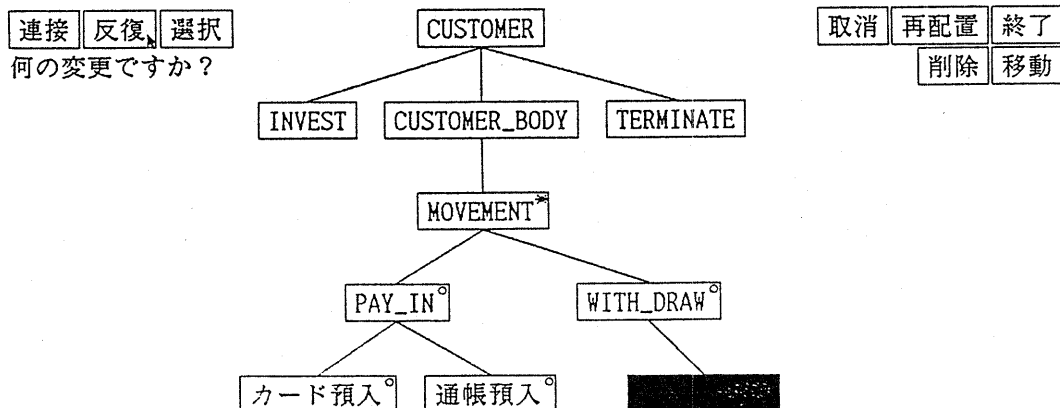 連接 反復 選択 CUSTOMER 取消 再配置 終了
何の変更ですか? 削除 移動
INVEST CUSTOMER_BODY TERMINATE
MOVEMENT*
PAY_IN° WITH_DRAW°
カード預入° 通帳預入°